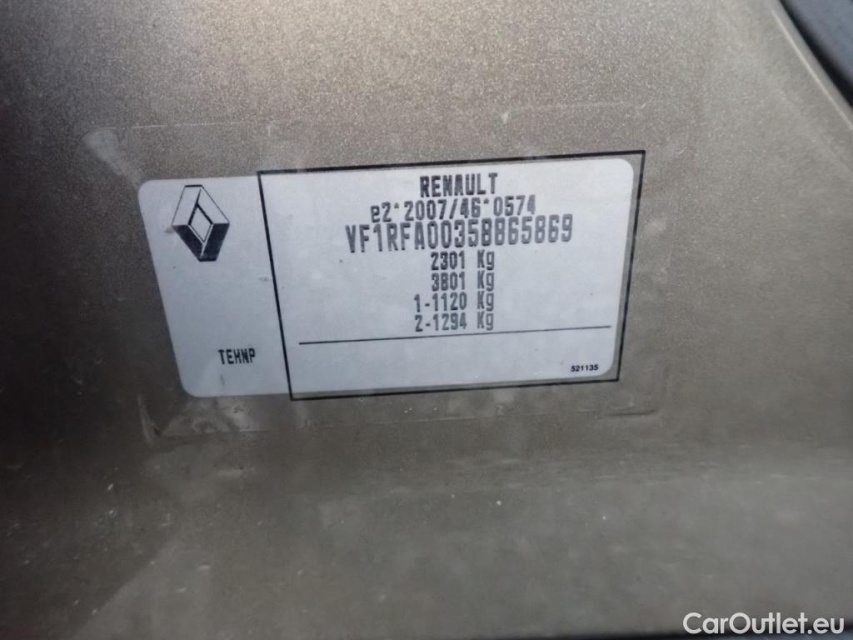 RENAULT
e2*2007/46*0574
VF1RFA00358865869
2301 Kg
3801 Kg
1-1120 Kg
2-1294 Kg
TEHNP
521135
CarOutlet.eu